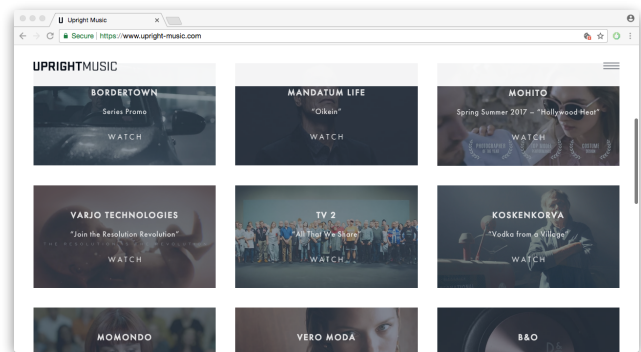 Upright Music
Secure https://www.upright-music.com
UPRIGHTMUSIC
BORDERTOWN
Series Promo
WATCH
MANDATUM LIFE
"Oikein"
WATCH
MOHITO
Spring Summer 2017 – "Hollywood Heat"
WATCH
VARJO TECHNOLOGIES
"Join the Resolution Revolution"
WATCH
TV 2
"All That We Share"
WATCH
KOSKENKORVA
"Vodka from a Village"
WATCH
MOMONDO
VERO MODA
B&O